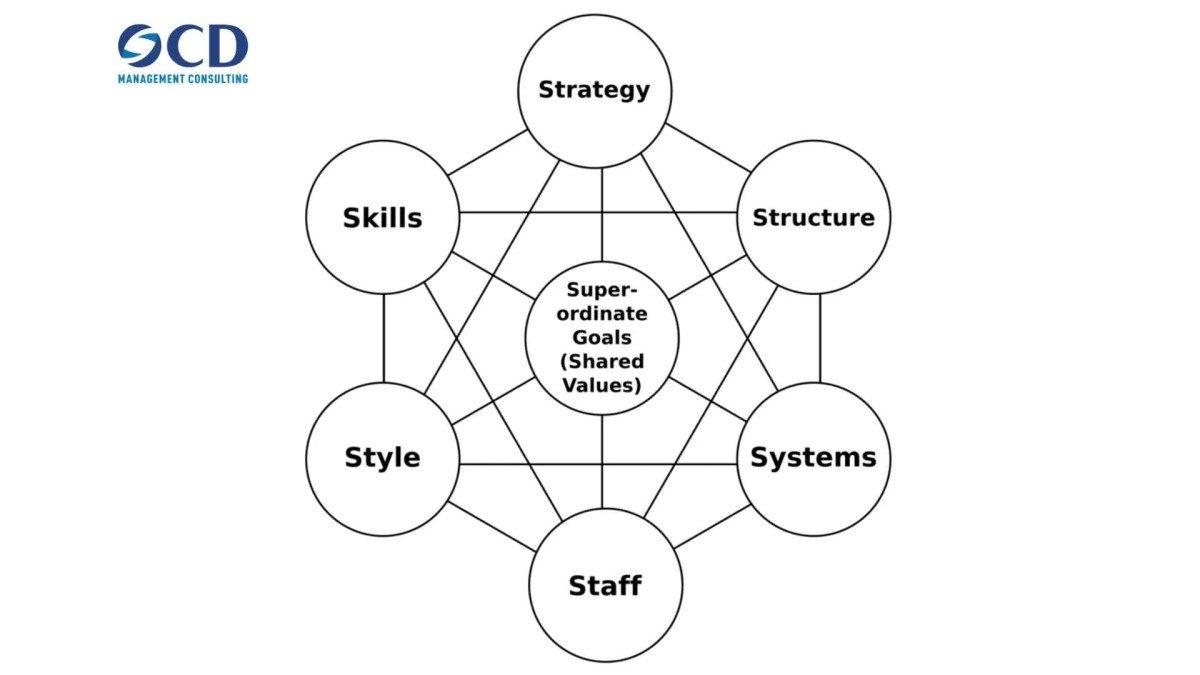 SCD
MANAGEMENT CONSULTING
Strategy
Skills
Structure
Super-
ordinate
Goals
(Shared
Values)
Style
Systems
Staff